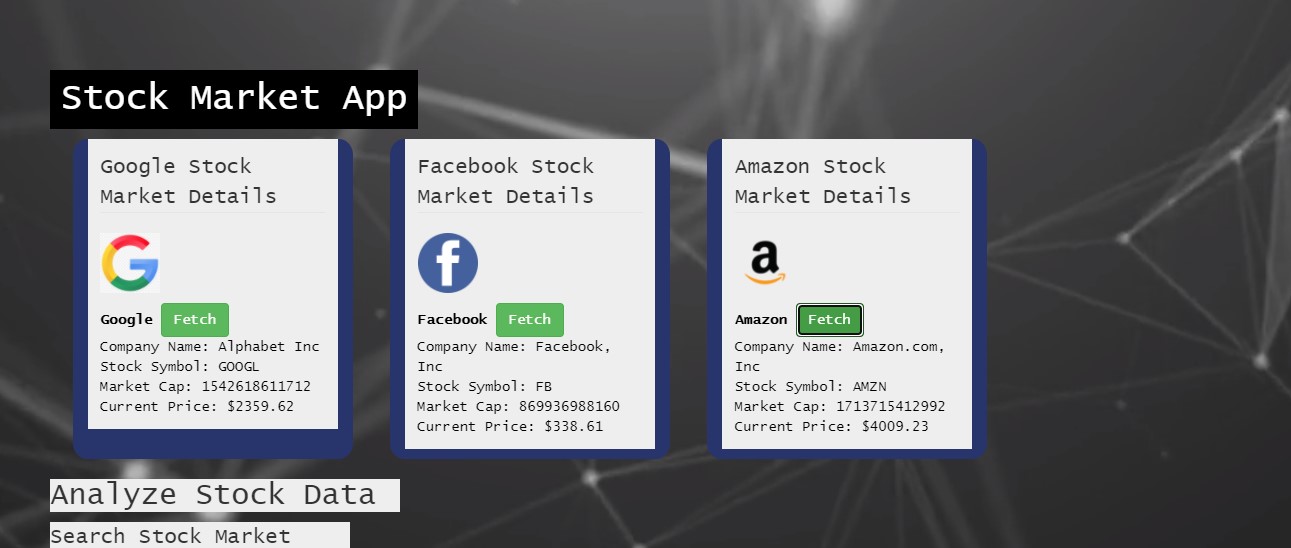 Stock Market App
Google Stock
Market Details
Google Fetch
Company Name: Alphabet Inc
Stock Symbol: GOOGL
Market Cap: 1542618611712
Current Price: $2359.62
Facebook Stock
Market Details
f
Facebook Fetch
Company Name: Facebook,
Inc
Stock Symbol: FB
Market Cap: 869936988160
Current Price: $338.61
Amazon Stock
Market Details
a
Amazon Fetch
Company Name: Amazon.com,
Inc
Stock Symbol: AMZN
Market Cap: 1713715412992
Current Price: $4009.23
Analyze Stock Data
Search Stock Market